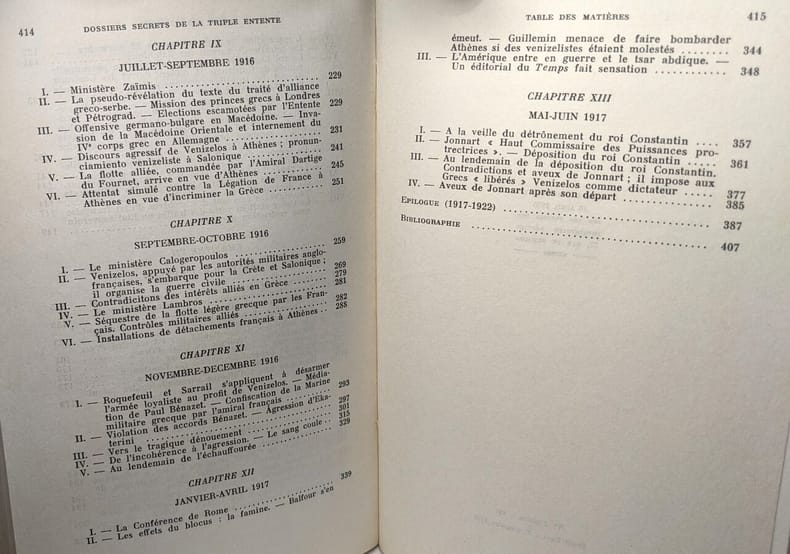 414 DOSSIERS SECRETS DE LA TRIPLE ENTENTE
CHAPITRE IX
JUILLET-SEPTEMBRE 1916
I. — Ministère Zaïmis ........ 229
II. — La pseudo-révélation du texte du traité d'alliance
greco-serbe. — Mission des princes grecs à Londres
et Pétrograd. — Elections escamotées par l'Entente 229
III. — Offensive germano-bulgare en Macédoine. — Inva-
sion de la Macédoine Orientale et internement du
IVe corps grec en Allemagne ........ 231
IV. — Discours agressif de Venizelos à Athènes ; pronun-
ciamento venizeliste à Salonique ........ 241
V. — La flotte alliée, commandée par l'Amiral Dartige
du Fournet, arrive en vue d'Athènes ........ 245
VI. — Attentat simulé contre la Légation de France à
Athènes en vue d'incriminer la Grèce ........ 251
CHAPITRE X
SEPTEMBRE-OCTOBRE 1916
I. — Le ministère Calogeropoulos ........ 259
II. — Venizelos, appuyé par les autorités militaires anglo-
françaises, s'embarque pour la Crète et Salonique ;
il organise la guerre civile ........ 269
III. — Contradicitons des intérêts alliés en Grèce ........ 279
IV. — Le ministère Lambros ........ 281
V. — Séquestre de la flotte légère grecque par les Fran-
çais. Contrôles militaires alliés ........ 282
VI. — Installations de détachements français à Athènes .. 288
CHAPITRE XI
NOVEMBRE-DECEMBRE 1916
I. — Roquefeuil et Sarrail s'appliquent à désarmer
l'armée loyaliste au profit de Venizelos. — Média-
tion de Paul Bénazet. — Confiscation de la Marine
militaire grecque par l'amiral français ........ 293
II. — Violation des accords Bénazet. — Agression d'Eka-
terini ........ 297
III. — Vers le tragique dénouement ........ 301
IV. — De l'incohérence à l'agression. — Le sang coule .. 315
V. — Au lendemain de l'échauffourée ........ 329
CHAPITRE XII
JANVIER-AVRIL 1917
I. — La Conférence de Rome ........ 339
II. — Les effets du blocus : la famine. — Balfour s'en
TABLE DES MATIÈRES 415
émeut. — Guillemin menace de faire bombarder
Athènes si des venizelistes étaient molestés ........ 344
III. — L'Amérique entre en guerre et le tsar abdique. —
Un éditorial du Temps fait sensation ........ 348
CHAPITRE XIII
MAI-JUIN 1917
I. — A la veille du détrônement du roi Constantin .... 357
II. — Jonnart « Haut Commissaire des Puissances pro-
tectrices ». — Déposition du roi Constantin ..... 361
III. — Au lendemain de la déposition du roi Constantin.
Contradictions et aveux de Jonnart ; il impose aux
Grecs « libérés » Venizelos comme dictateur ..... 377
IV. — Aveux de Jonnart après son départ ........ 385
EPILOGUE (1917-1922) ........ 387
BIBLIOGRAPHIE ........ 407